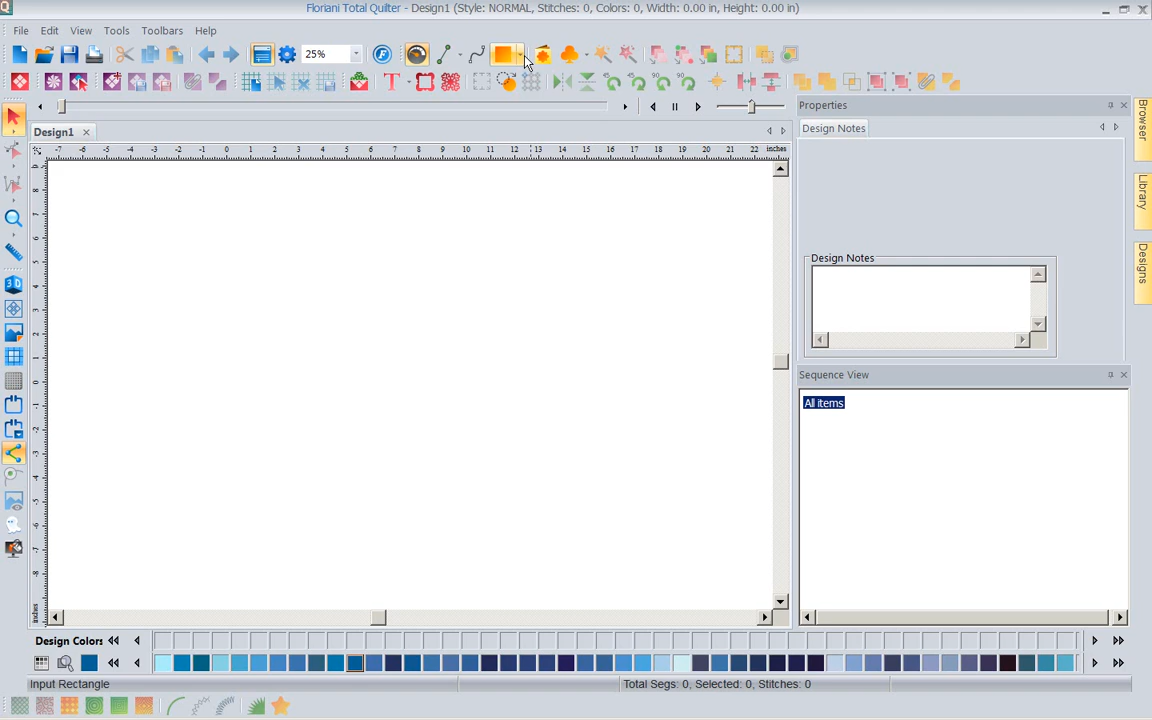 Floriani Total Quilter - Design1 (Style: NORMAL, Stitches: 0, Colors: 0, Width: 0.00 in, Height: 0.00 in)
File Edit View Tools Toolbars Help
25%
Design1
-7 -6 -5 -4 -3 -2 -1 0 1 2 3 4 5 6 7 8 9 10 11 12 13 14 15 16 17 18 19 20 21 22 inches
inches
Properties
Design Notes
Design Notes
Sequence View
All items
Browser
Library
Designs
Design Colors
Input Rectangle
Total Segs: 0, Selected: 0, Stitches: 0